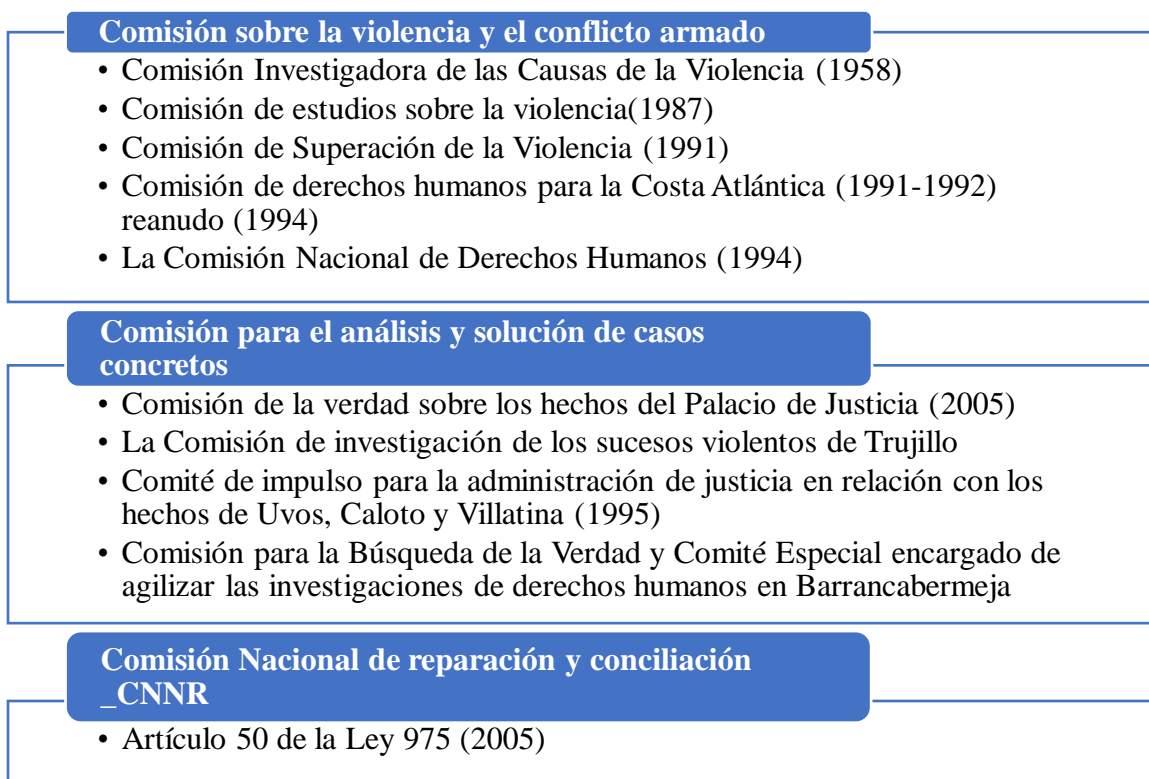 Comisión sobre la violencia y el conflicto armado
• Comisión Investigadora de las Causas de la Violencia (1958)
• Comisión de estudios sobre la violencia(1987)
• Comisión de Superación de la Violencia (1991)
• Comisión de derechos humanos para la Costa Atlántica (1991-1992)
reanudo (1994)
• La Comisión Nacional de Derechos Humanos (1994)
Comisión para el análisis y solución de casos
concretos
• Comisión de la verdad sobre los hechos del Palacio de Justicia (2005)
• La Comisión de investigación de los sucesos violentos de Trujillo
• Comité de impulso para la administración de justicia en relación con los
hechos de Uvos, Caloto y Villatina (1995)
• Comisión para la Búsqueda de la Verdad y Comité Especial encargado de
agilizar las investigaciones de derechos humanos en Barrancabermeja
Comisión Nacional de reparación y conciliación
_CNNR
• Artículo 50 de la Ley 975 (2005)